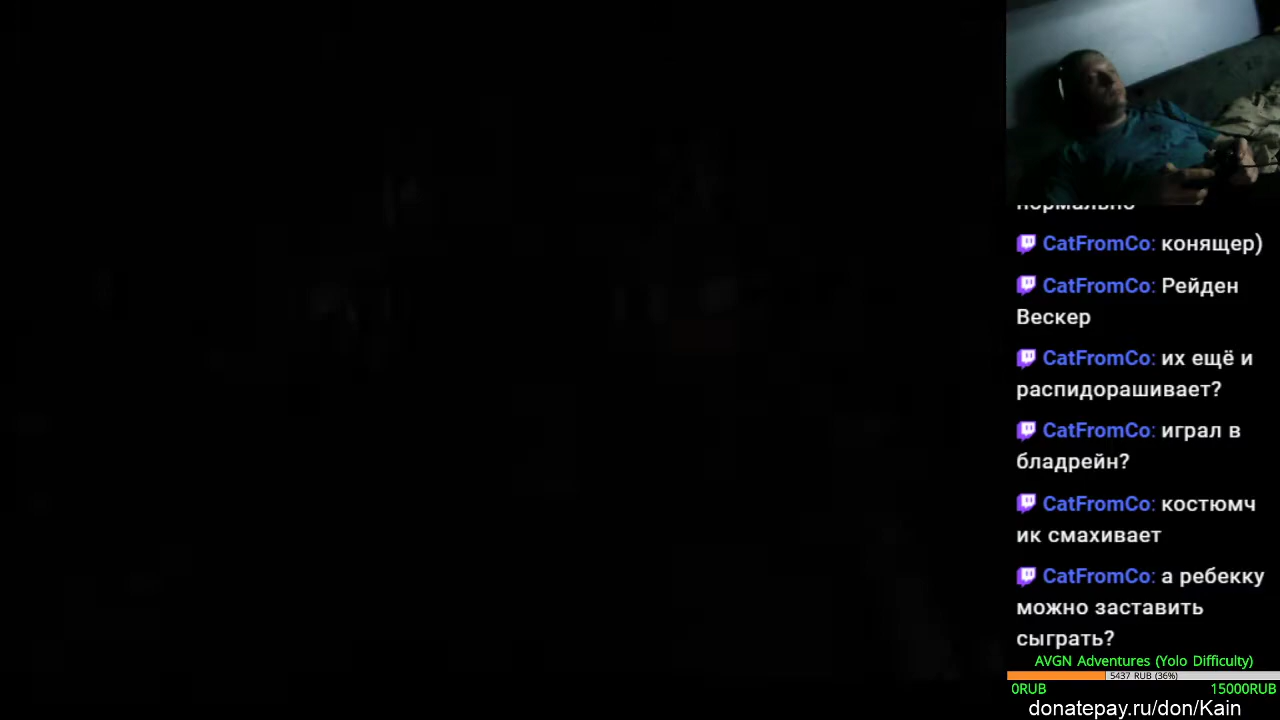 нормально
CatFromCo: конящер)
CatFromCo: Рейден
Вескер
CatFromCo: их ещё и
распидорашивает?
CatFromCo: играл в
бладрейн?
CatFromCo: костюмч
ик смахивает
CatFromCo: а ребекку
можно заставить
сыграть?
AVGN Adventures (Yolo Difficulty)
5437 RUB (36%)
0RUB 15000RUB
donatepay.ru/don/Kain